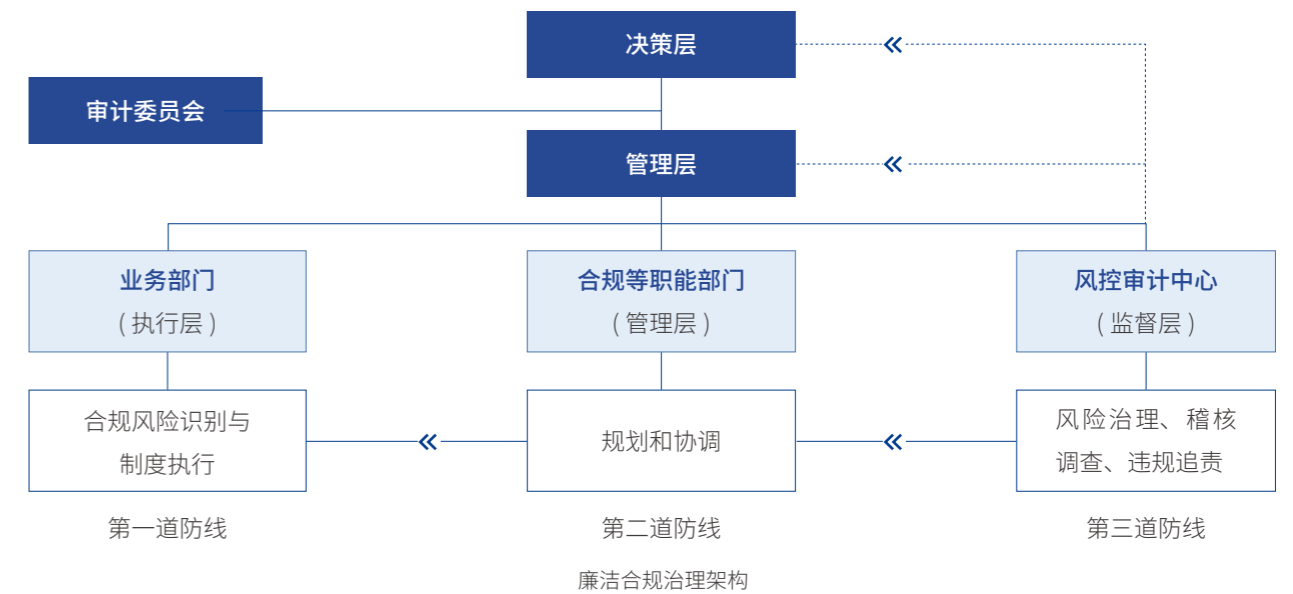 决策层
审计委员会
管理层
业务部门
（执行层）
合规等职能部门
（管理层）
风控审计中心
（监督层）
合规风险识别与
制度执行
规划和协调
风险治理、稽核
调查、违规追责
第一道防线
第二道防线
第三道防线
廉洁合规治理架构